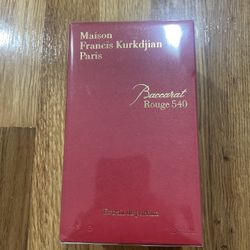 Maison
Francis Kurkdjian
Paris
Baccarat
Rouge 540
Extrait de parfum